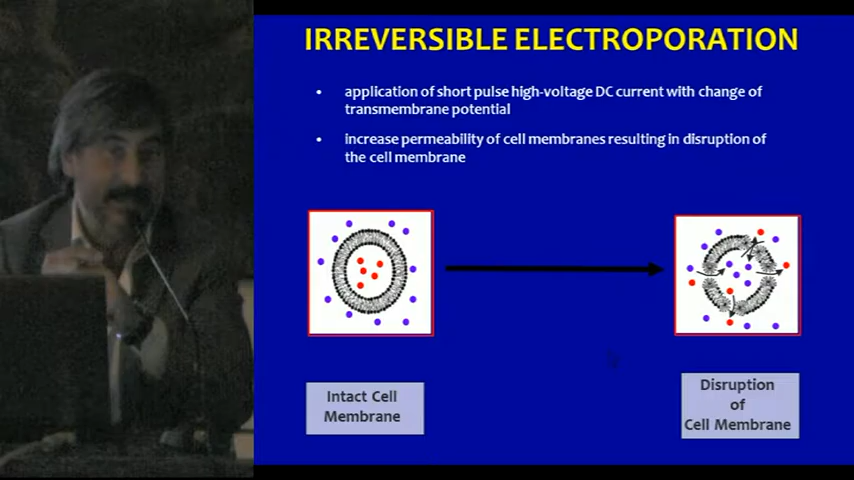 IRREVERSIBLE ELECTROPORATION
• application of short pulse high-voltage DC current with change of
transmembrane potential
• increase permeability of cell membranes resulting in disruption of
the cell membrane
Intact Cell
Membrane
Disruption
of
Cell Membrane